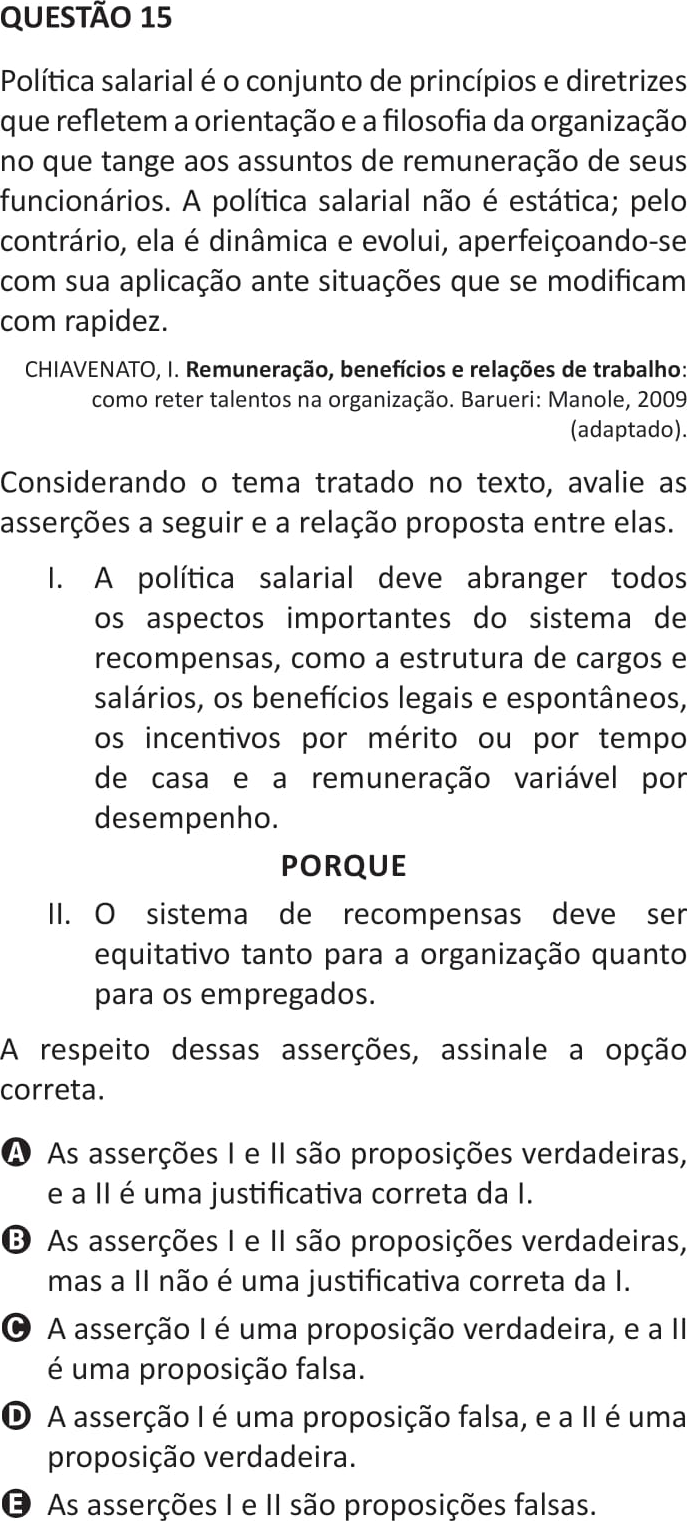 QUESTÃO 15
Política salarial é o conjunto de princípios e diretrizes
que refletem a orientação e a filosofia da organização
no que tange aos assuntos de remuneração de seus
funcionários. A política salarial não é estática; pelo
contrário, ela é dinâmica e evolui, aperfeiçoando-se
com sua aplicação ante situações que se modificam
com rapidez.
CHIAVENATO, I. Remuneração, benefícios e relações de trabalho:
como reter talentos na organização. Barueri: Manole, 2009
(adaptado).
Considerando o tema tratado no texto, avalie as
asserções a seguir e a relação proposta entre elas.
I. A política salarial deve abranger todos
os aspectos importantes do sistema de
recompensas, como a estrutura de cargos e
salários, os benefícios legais e espontâneos,
os incentivos por mérito ou por tempo
de casa e a remuneração variável por
desempenho.
PORQUE
II. O sistema de recompensas deve ser
equitativo tanto para a organização quanto
para os empregados.
A respeito dessas asserções, assinale a opção
correta.
A As asserções I e II são proposições verdadeiras,
e a II é uma justificativa correta da I.
B As asserções I e II são proposições verdadeiras,
mas a II não é uma justificativa correta da I.
C A asserção I é uma proposição verdadeira, e a II
é uma proposição falsa.
D A asserção I é uma proposição falsa, e a II é uma
proposição verdadeira.
E As asserções I e II são proposições falsas.